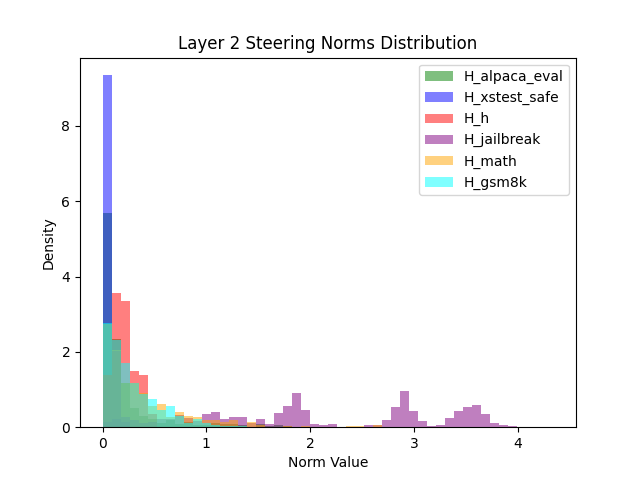 Layer 2 Steering Norms Distribution
H_alpaca_eval
H_xstest_safe
H_h
H_jailbreak
H_math
H_gsm8k
Density
8
6
4
2
0
0 1 2 3 4
Norm Value